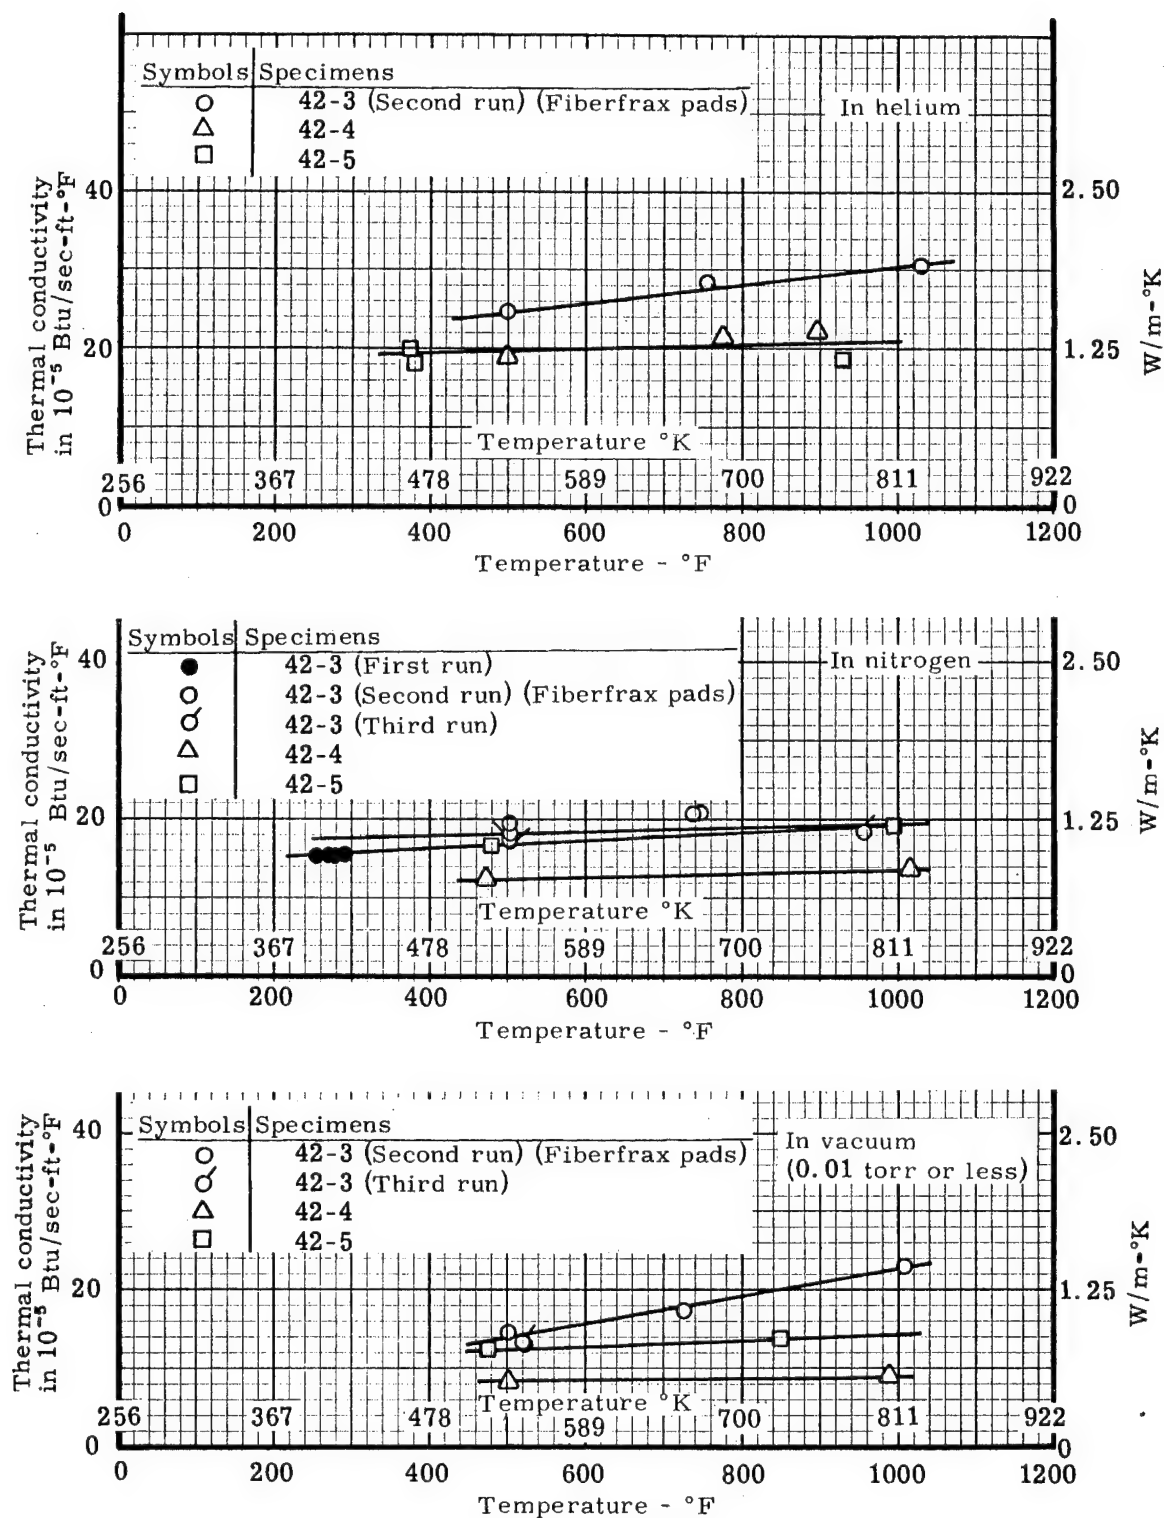 Symbols Specimens
42-3 (Second run) (Fiberfrax pads)
42-4
42-5
In helium
Thermal conductivity
in 10⁻⁵ Btu/sec-ft-°F
40
20
0
2.50
1.25
0
W/m-°K
Temperature °K
256 367 478 589 700 811 922
0 200 400 600 800 1000 1200
Temperature - °F
Symbols Specimens
42-3 (First run)
42-3 (Second run) (Fiberfrax pads)
42-3 (Third run)
42-4
42-5
In nitrogen
Thermal conductivity
in 10⁻⁵ Btu/sec-ft-°F
40
20
0
2.50
1.25
0
W/m-°K
Temperature °K
256 367 478 589 700 811 922
0 200 400 600 800 1000 1200
Temperature - °F
Symbols Specimens
42-3 (Second run) (Fiberfrax pads)
42-3 (Third run)
42-4
42-5
In vacuum
(0.01 torr or less)
Thermal conductivity
in 10⁻⁵ Btu/sec-ft-°F
40
20
0
2.50
1.25
0
W/m-°K
Temperature °K
256 367 478 589 700 811 922
0 200 400 600 800 1000 1200
Temperature - °F